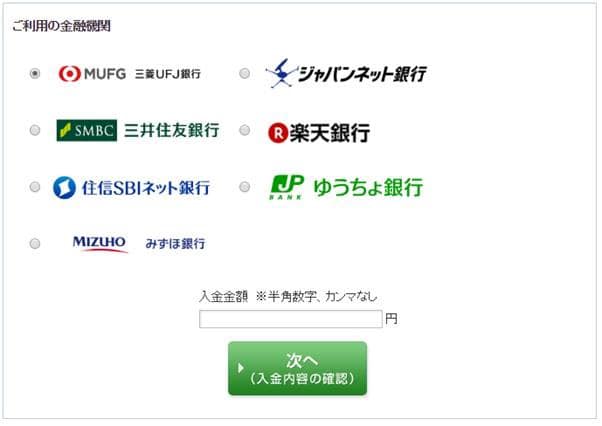 ご利用の金融機関
MUFG 三菱UFJ銀行
ジャパンネット銀行
SMBC 三井住友銀行
R 楽天銀行
住信SBIネット銀行
JP BANK ゆうちょ銀行
MIZUHO みずほ銀行
入金金額 ※半角数字、カンマなし
円
次へ
(入金内容の確認)